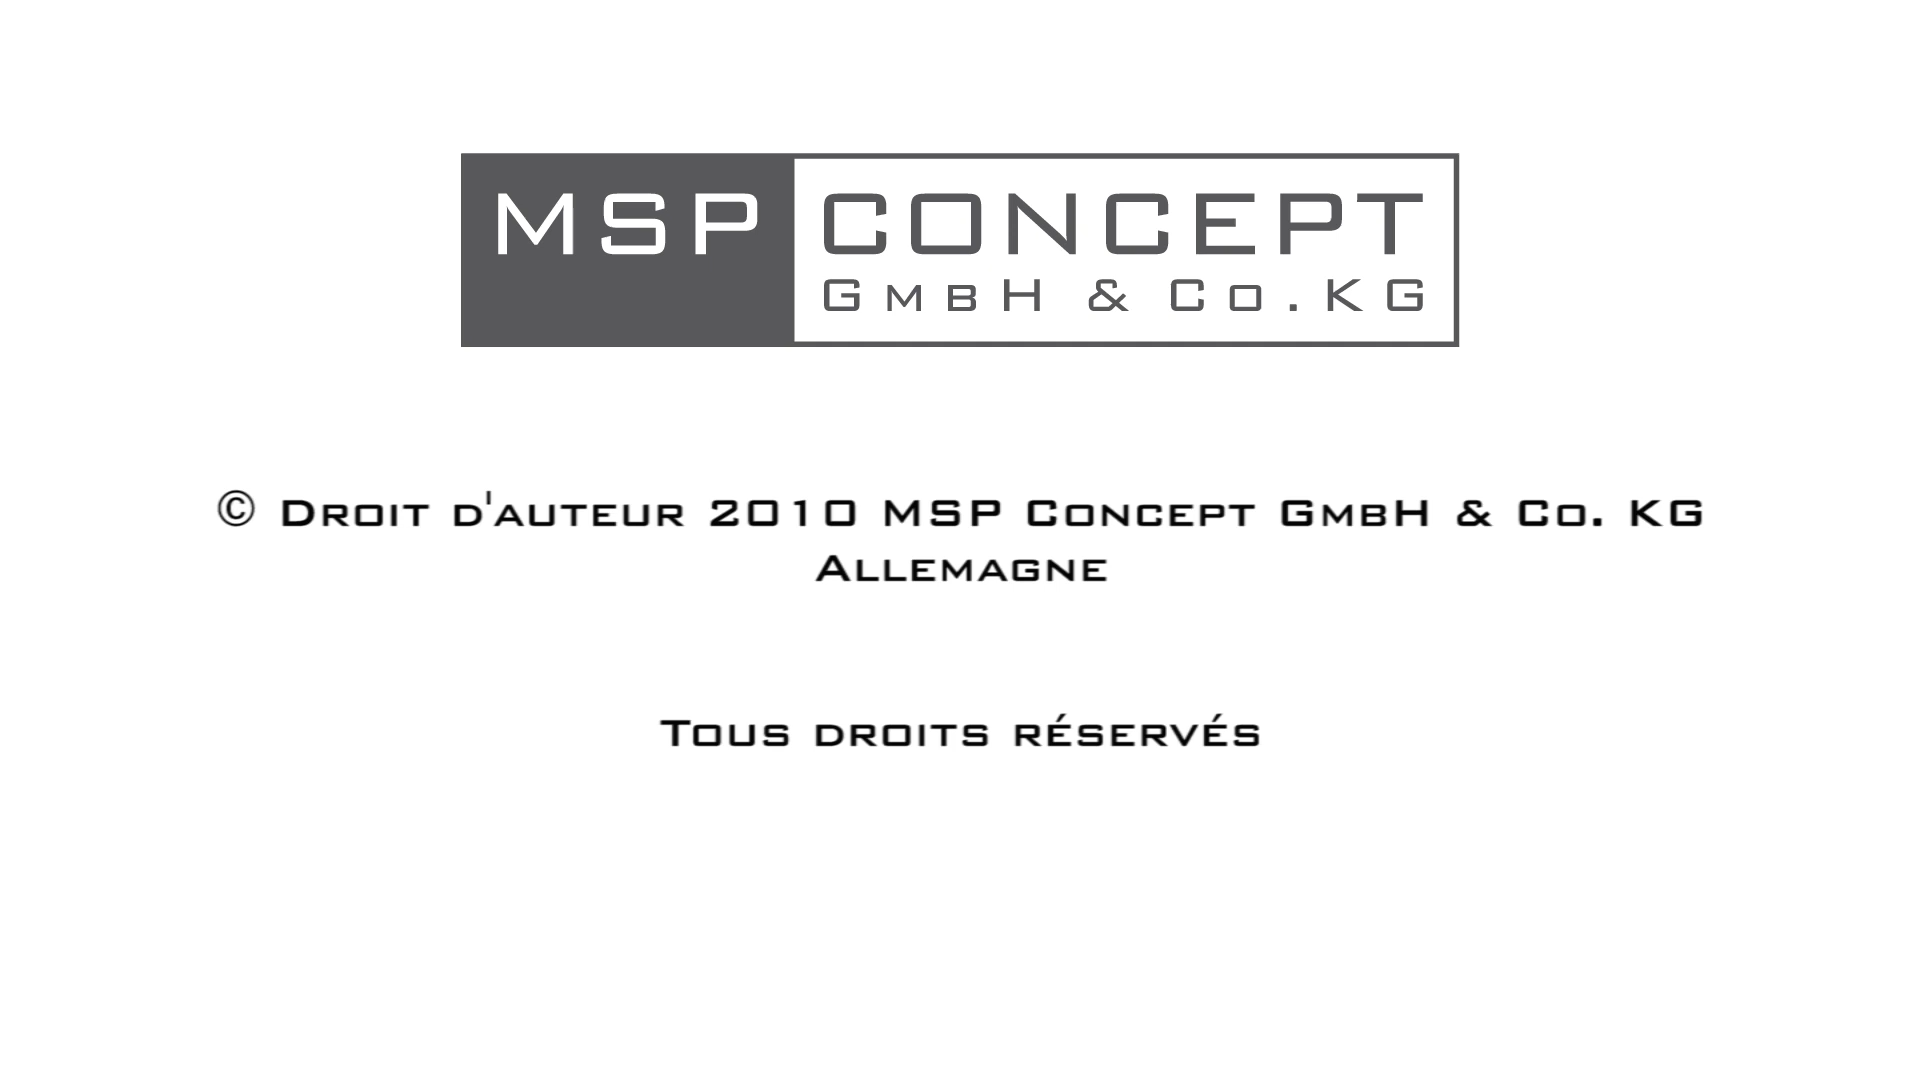 MSP CONCEPT
GmbH & Co.KG
© Droit d'auteur 2010 MSP Concept GmbH & Co. KG
Allemagne
Tous droits réservés